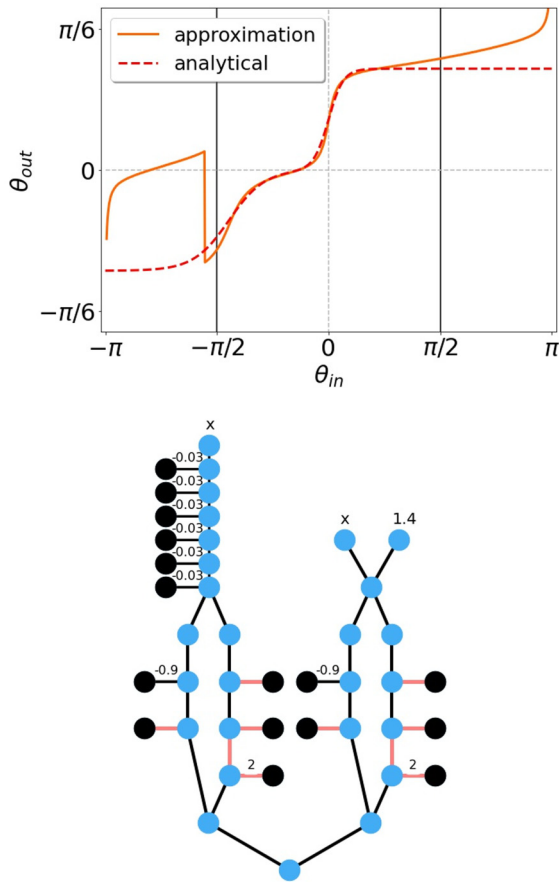 π/6
approximation
analytical
0
θout
−π/6
−π
−π/2
0
π/2
π
θin
x
-0.03
-0.03
-0.03
-0.03
-0.03
-0.03
x
1.4
-0.9
-0.9
2
2